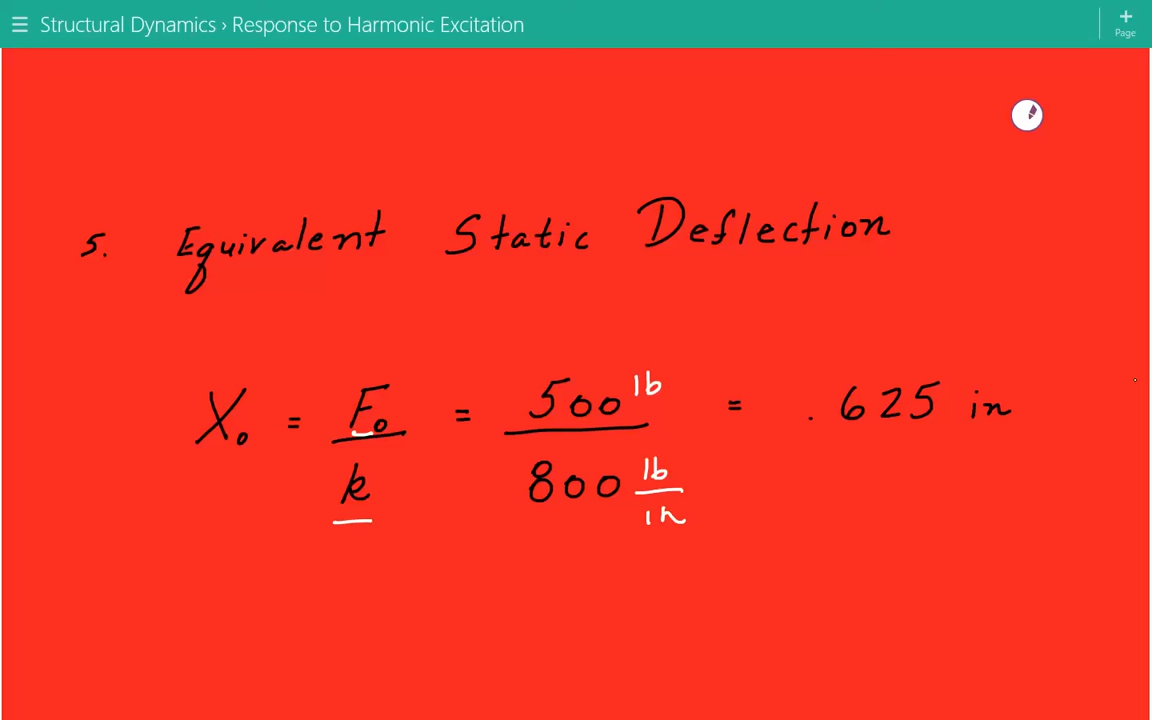 Structural Dynamics › Response to Harmonic Excitation
Page
5. Equivalent Static Deflection
X₀ = F₀/k = 500 lb / 800 lb/in = .625 in